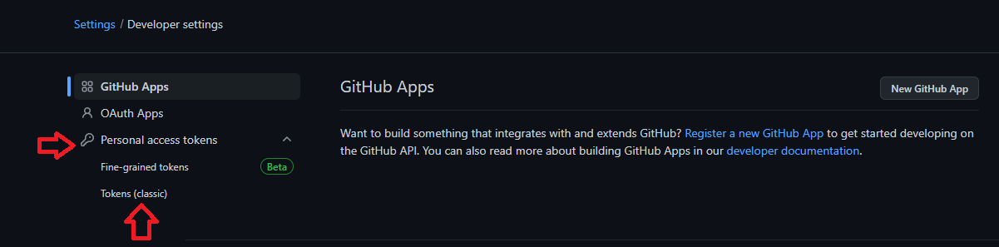 Settings / Developer settings
GitHub Apps
OAuth Apps
Personal access tokens
Fine-grained tokens Beta
Tokens (classic)
GitHub Apps
New GitHub App
Want to build something that integrates with and extends GitHub? Register a new GitHub App to get started developing on
the GitHub API. You can also read more about building GitHub Apps in our developer documentation.